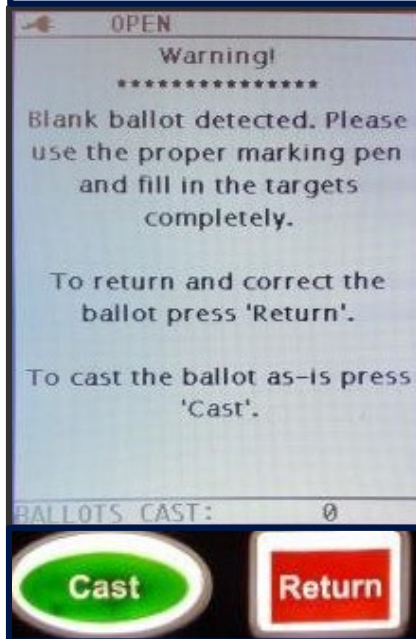 OPEN
Warning!
***************
Blank ballot detected. Please
use the proper marking pen
and fill in the targets
completely.
To return and correct the
ballot press 'Return'.
To cast the ballot as-is press
'Cast'.
BALLOTS CAST: 0
Cast Return